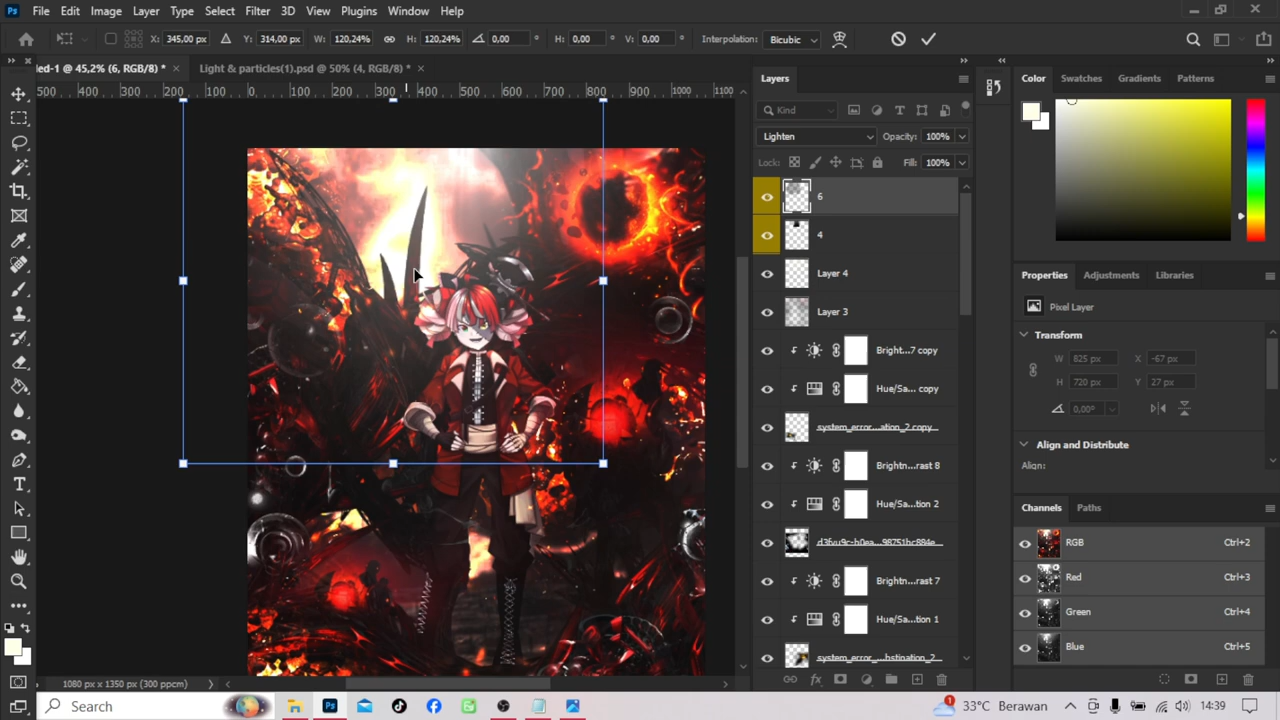 Ps File Edit Image Layer Type Select Filter 3D View Plugins Window Help
X: 345,00 px Y: 314,00 px W: 120,24% H: 120,24% 0,00 ° H: 0,00 ° V: 0,00 ° Interpolation: Bicubic
led-1 @ 45,2% (6, RGB/8) * × Light & particles(1).psd @ 50% (4, RGB/8) * ×
500 400 300 200 100 0 100 200 300 400 500 600 700 800 900 1000 1100
Layers
Kind
Lighten Opacity: 100%
Lock: Fill: 100%
6
4
Layer 4
Layer 3
Bright...7 copy
Hue/Sa... copy
system_error...ation_2 copy
Brightn...rast 8
Hue/Sa...tion 2
Brightn...rast 7
Hue/Sa...tion 1
system_error_...bstination_2
Color Swatches Gradients Patterns
Properties Adjustments Libraries
Pixel Layer
Transform
W 825 px X -67 px
H 720 px Y 27 px
0,00°
Align and Distribute
Align:
Channels Paths
RGB Ctrl+2
Red Ctrl+3
Green Ctrl+4
Blue Ctrl+5
1080 px x 1350 px (300 ppcm)
Search
Ps
1
33°C Berawan
14:39